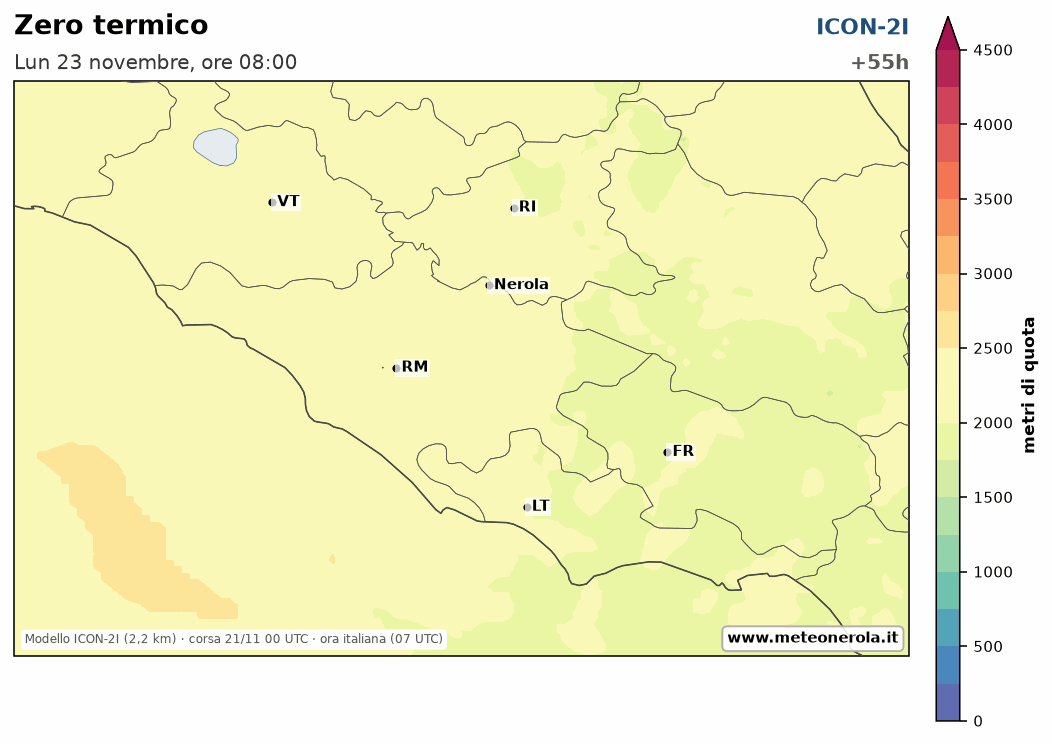 Zero termico
ICON-2I
Lun 23 novembre, ore 08:00
+55h
4500
4000
3500
3000
2500
2000
1500
1000
500
0
metri di quota
VT
RI
Nerola
RM
FR
LT
Modello ICON-2I (2,2 km) · corsa 21/11 00 UTC · ora italiana (07 UTC)
www.meteonerola.it